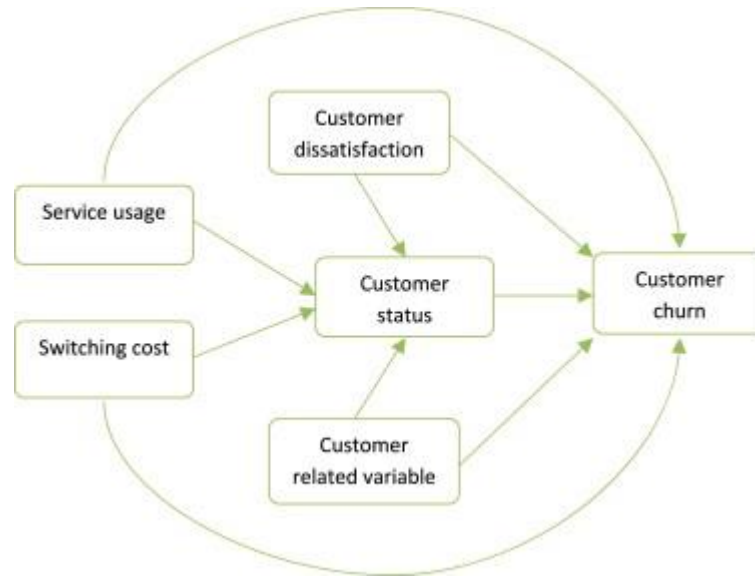 Customer
dissatisfaction
Service usage
Customer
status
Customer
churn
Switching cost
Customer
related variable